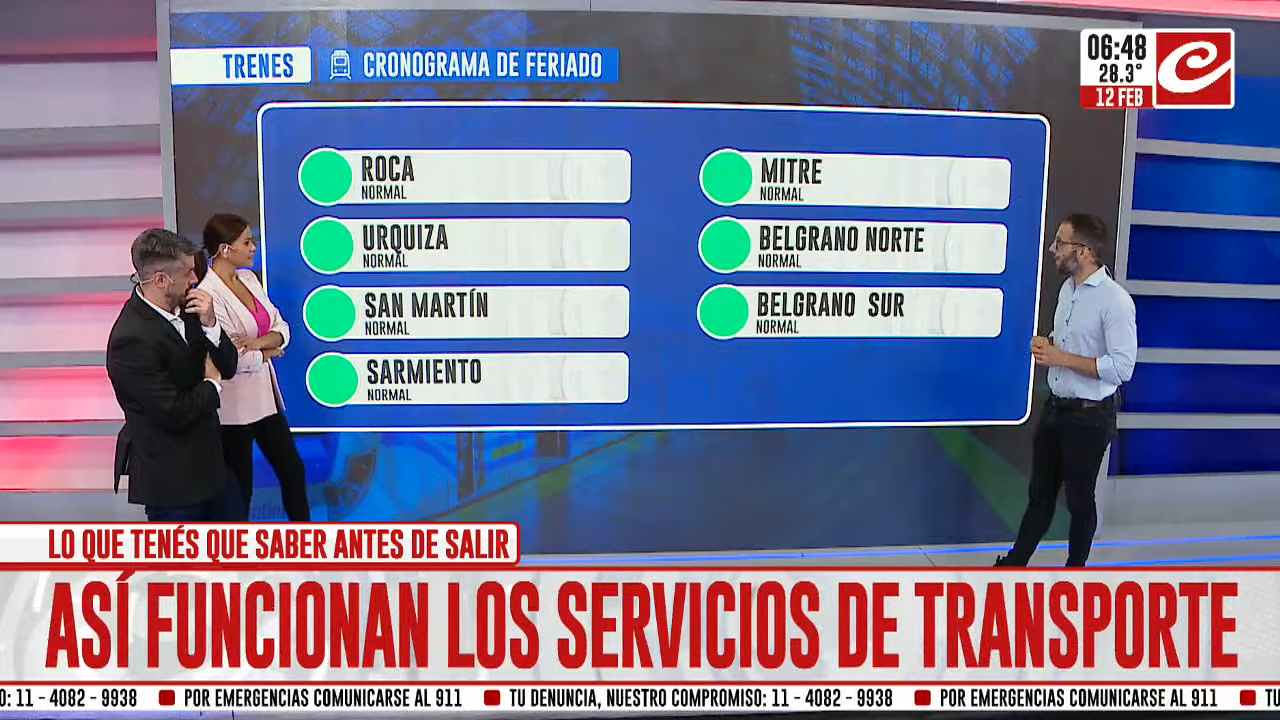 TRENES
CRONOGRAMA DE FERIADO
06:48
28.3°
12 FEB
ROCA
NORMAL
URQUIZA
NORMAL
SAN MARTÍN
NORMAL
SARMIENTO
NORMAL
MITRE
NORMAL
BELGRANO NORTE
NORMAL
BELGRANO SUR
NORMAL
LO QUE TENÉS QUE SABER ANTES DE SALIR
ASÍ FUNCIONAN LOS SERVICIOS DE TRANSPORTE
O: 11 - 4082 - 9938 POR EMERGENCIAS COMUNICARSE AL 911 TU DENUNCIA, NUESTRO COMPROMISO: 11 - 4082 - 9938 POR EMERGENCIAS COMUNICARSE AL 911 TU